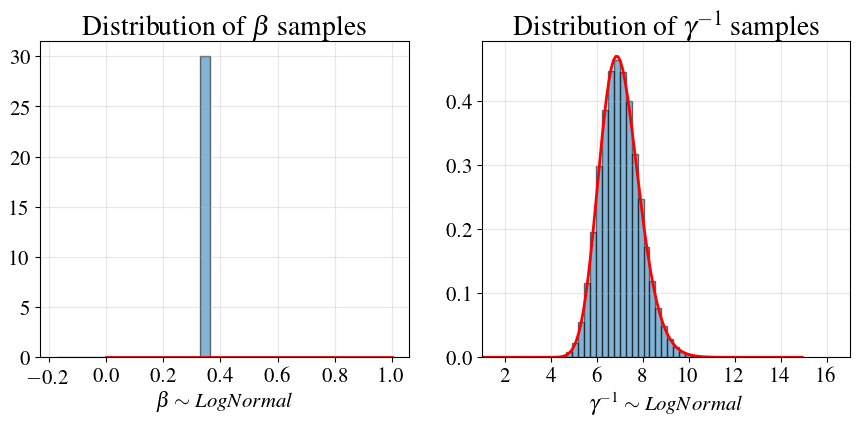 Distribution of β samples
30
25
20
15
10
5
0
−0.2 0.0 0.2 0.4 0.6 0.8 1.0
β ~ LogNormal
Distribution of γ⁻¹ samples
0.4
0.3
0.2
0.1
0.0
2 4 6 8 10 12 14 16
γ⁻¹ ~ LogNormal